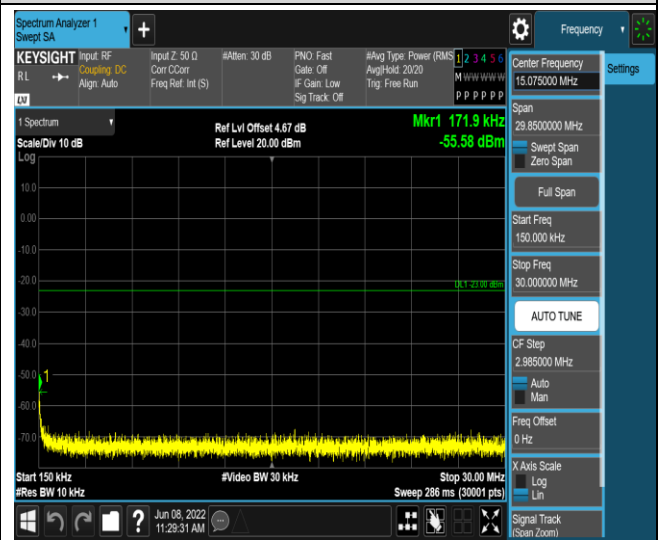 Spectrum Analyzer 1
Swept SA
Frequency
KEYSIGHT
RL
LXI
Input: RF
Coupling: DC
Align: Auto
Input Z: 50 Ω
Corr CCorr
Freq Ref: Int (S)
#Atten: 30 dB
PNO: Fast
Gate: Off
IF Gain: Low
Sig Track: Off
#Avg Type: Power (RMS
Avg|Hold: 20/20
Trig: Free Run
1 2 3 4 5 6
M W W W W W
P P P P P P
1 Spectrum
Scale/Div 10 dB
Ref Lvl Offset 4.67 dB
Ref Level 20.00 dBm
Mkr1 171.9 kHz
-55.58 dBm
Log
10.0
0.00
-10.0
-20.0
-30.0
-40.0
-50.0
-60.0
-70.0
DL1 -23.00 dBm
1
Start 150 kHz
#Res BW 10 kHz
#Video BW 30 kHz
Stop 30.00 MHz
Sweep 286 ms (30001 pts)
Jun 08, 2022
11:29:31 AM
Center Frequency
15.075000 MHz
Span
29.8500000 MHz
Swept Span
Zero Span
Full Span
Start Freq
150.000 kHz
Stop Freq
30.000000 MHz
AUTO TUNE
CF Step
2.985000 MHz
Auto
Man
Freq Offset
0 Hz
X Axis Scale
Log
Lin
Signal Track
(Span Zoom)
Settings